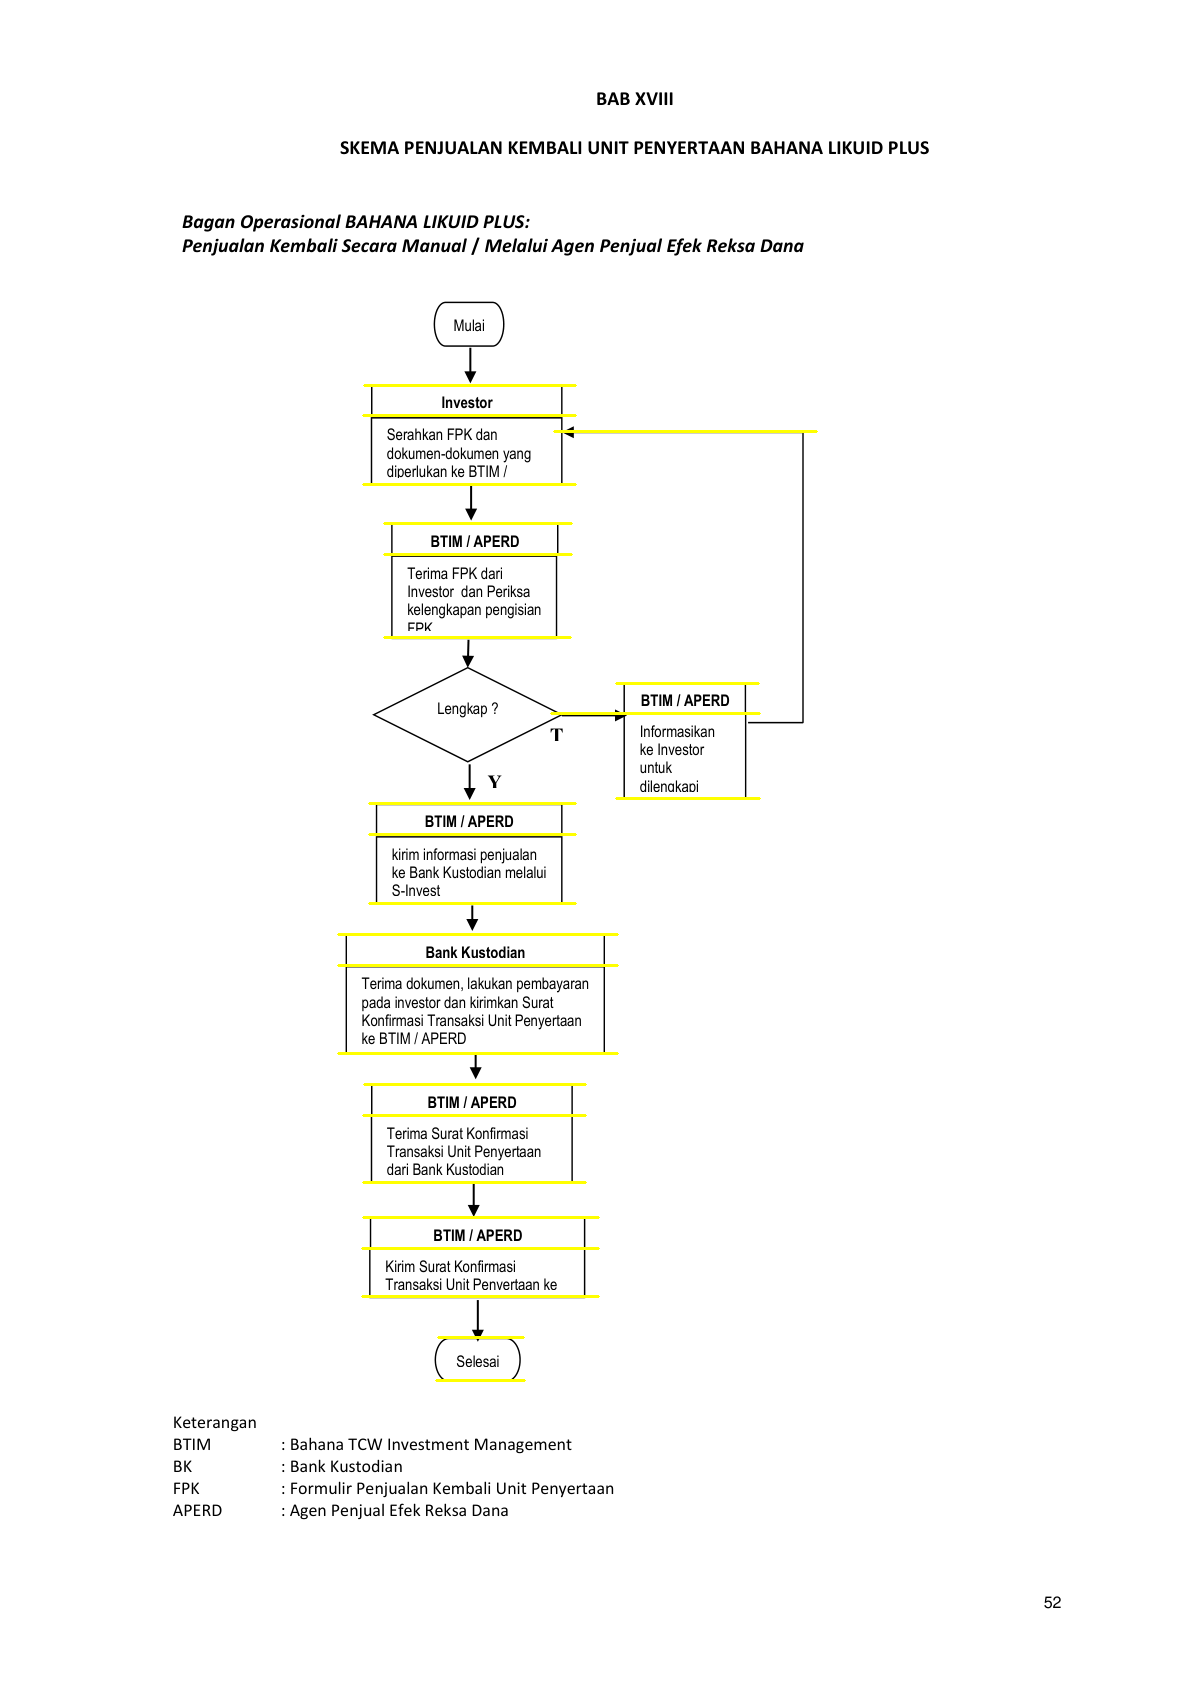 BAB XVIII
SKEMA PENJUALAN KEMBALI UNIT PENYERTAAN BAHANA LIKUID PLUS
Bagan Operasional BAHANA LIKUID PLUS:
Penjualan Kembali Secara Manual / Melalui Agen Penjual Efek Reksa Dana
Mulai
Investor
Serahkan FPK dan
dokumen-dokumen yang
diperlukan ke BTIM /
BTIM / APERD
Terima FPK dari
Investor dan Periksa
kelengkapan pengisian
FPK
Lengkap ?
T
BTIM / APERD
Informasikan
ke Investor
untuk
dilengkapi
Y
BTIM / APERD
kirim informasi penjualan
ke Bank Kustodian melalui
S-Invest
Bank Kustodian
Terima dokumen, lakukan pembayaran
pada investor dan kirimkan Surat
Konfirmasi Transaksi Unit Penyertaan
ke BTIM / APERD
BTIM / APERD
Terima Surat Konfirmasi
Transaksi Unit Penyertaan
dari Bank Kustodian
BTIM / APERD
Kirim Surat Konfirmasi
Transaksi Unit Penyertaan ke
Selesai
Keterangan
BTIM : Bahana TCW Investment Management
BK : Bank Kustodian
FPK : Formulir Penjualan Kembali Unit Penyertaan
APERD : Agen Penjual Efek Reksa Dana
52